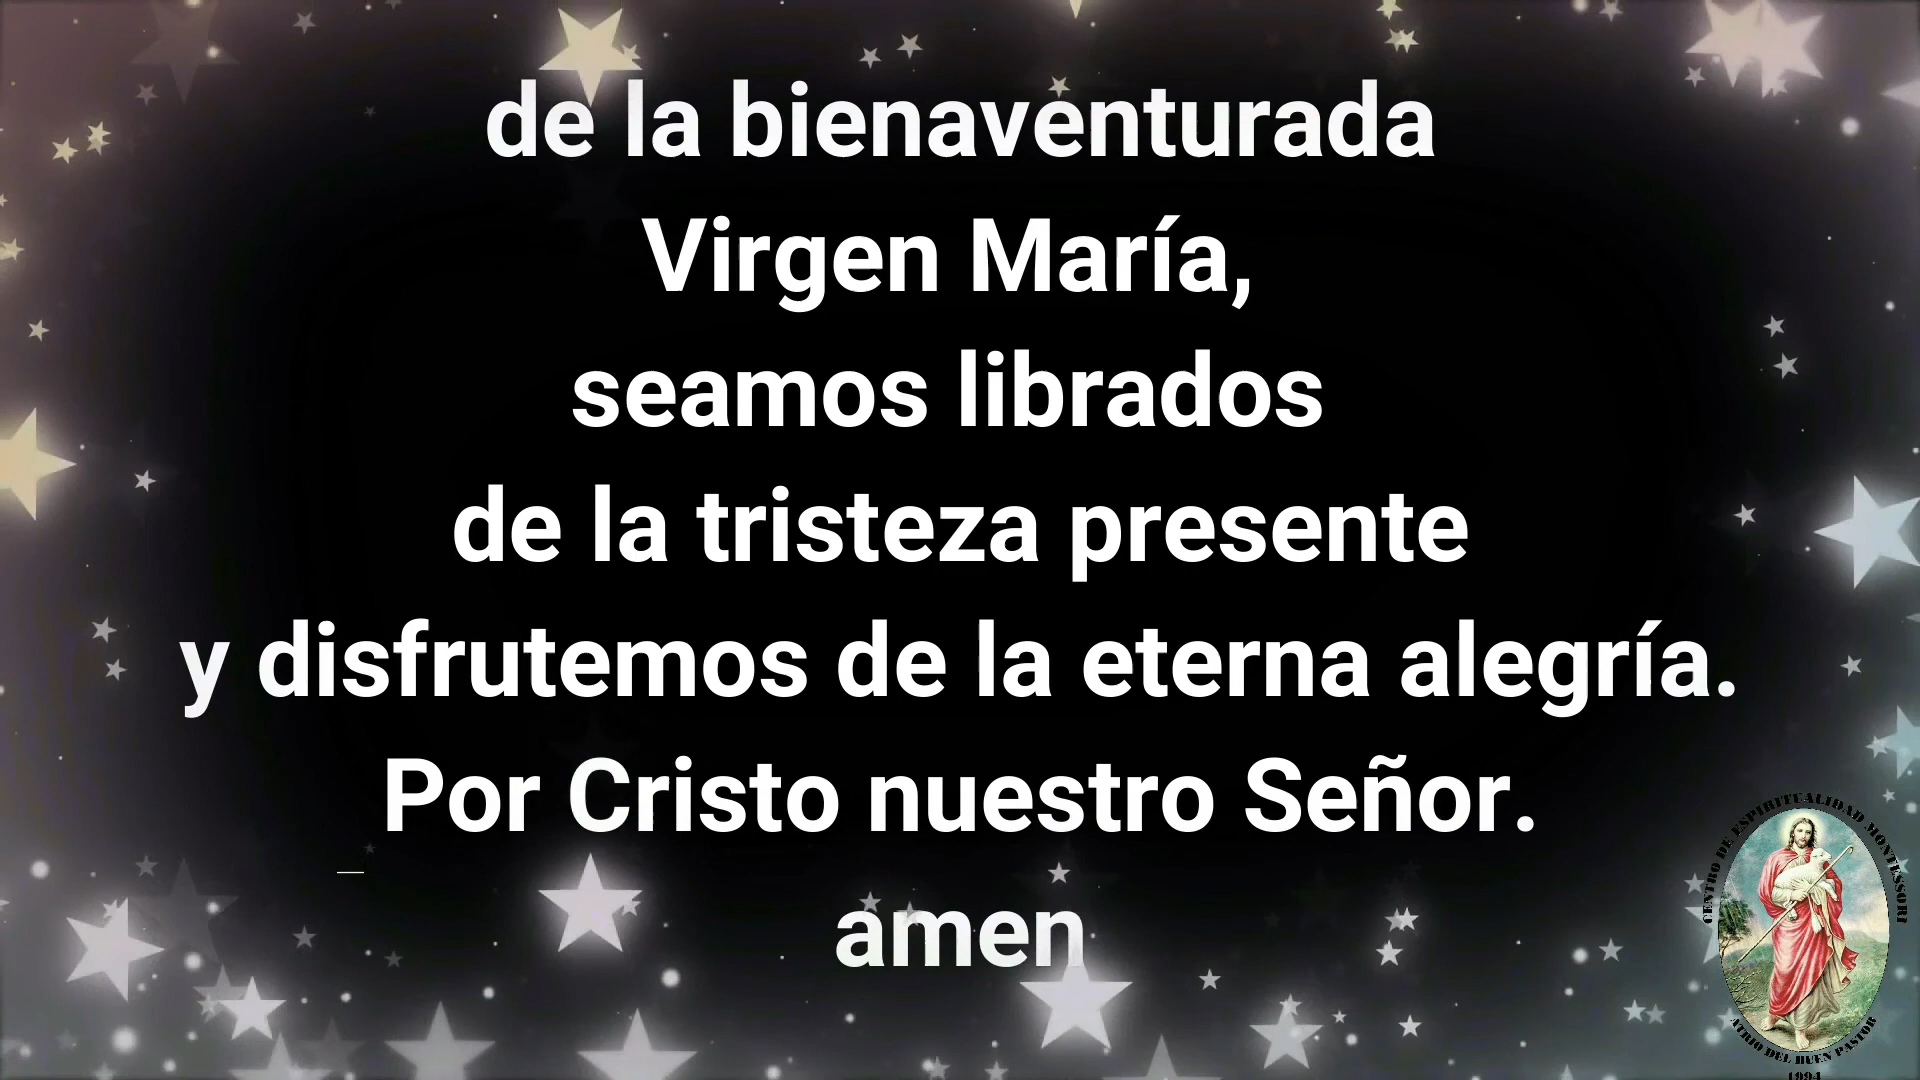 de la bienaventurada
Virgen María,
seamos librados
de la tristeza presente
y disfrutemos de la eterna alegría.
Por Cristo nuestro Señor.
amen
CENTRO DE ESPIRITUALIDAD MONTESSORI
ATRIO DEL BUEN PASTOR
1994